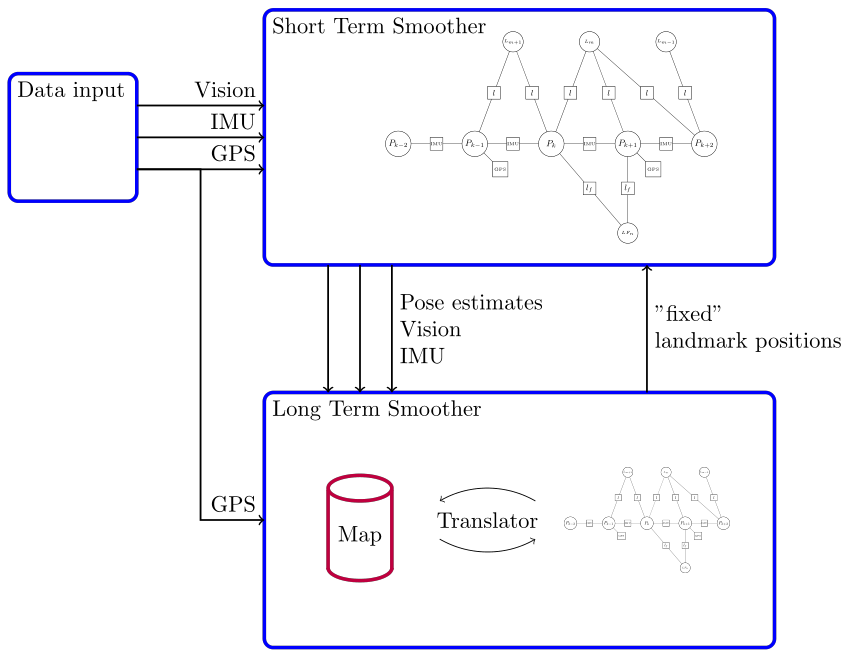 Short Term Smoother
Data input
Vision
IMU
GPS
L_{m+1}
L_m
L_{m-1}
l
l
l
l
l
l
P_{k-2}
IMU
P_{k-1}
IMU
P_k
IMU
P_{k+1}
IMU
P_{k+2}
GPS
GPS
l_f
l_f
LF_n
Pose estimates
Vision
IMU
"fixed"
landmark positions
Long Term Smoother
GPS
Map
Translator